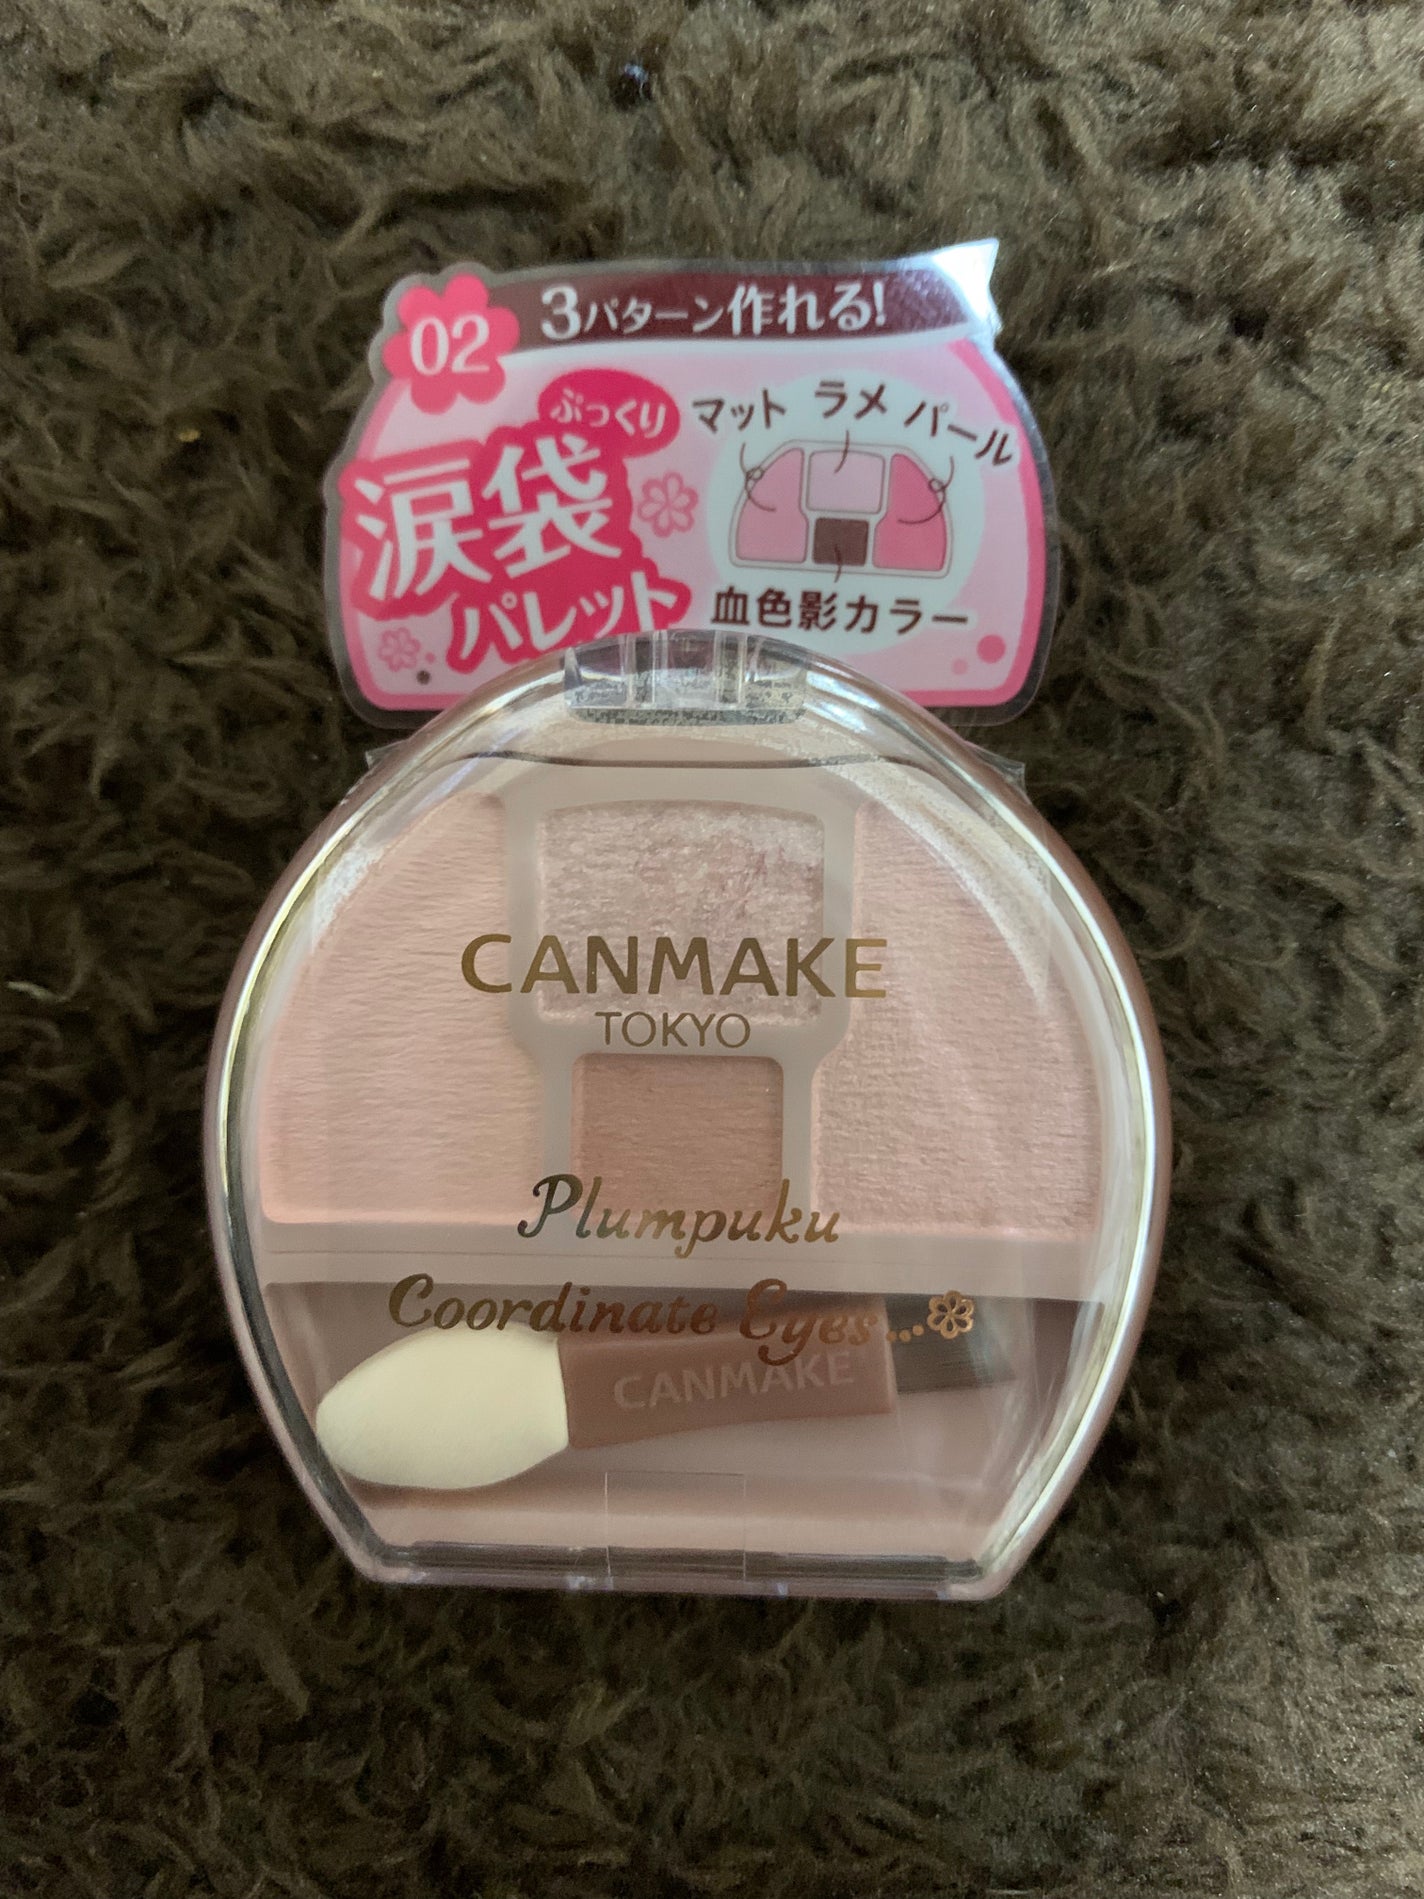 02
3パターン作れる!
ぷっくり
涙袋
パレット
マット ラメ パール
血色影カラー
CANMAKE
TOKYO
Plumpuku
Coordinate Eyes...
CANMAKE